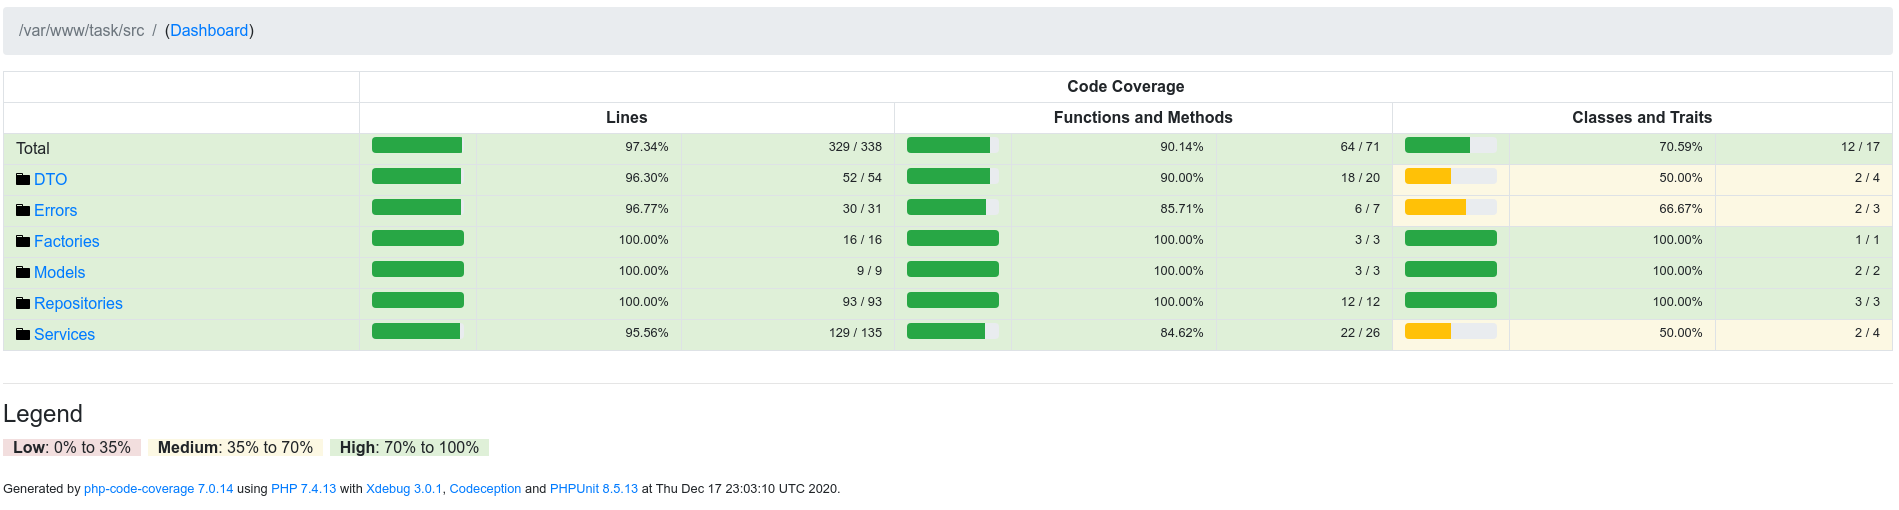 /var/www/task/src / (Dashboard)
Code Coverage
Lines Functions and Methods Classes and Traits
Total 97.34% 329 / 338 90.14% 64 / 71 70.59% 12 / 17
DTO 96.30% 52 / 54 90.00% 18 / 20 50.00% 2 / 4
Errors 96.77% 30 / 31 85.71% 6 / 7 66.67% 2 / 3
Factories 100.00% 16 / 16 100.00% 3 / 3 100.00% 1 / 1
Models 100.00% 9 / 9 100.00% 3 / 3 100.00% 2 / 2
Repositories 100.00% 93 / 93 100.00% 12 / 12 100.00% 3 / 3
Services 95.56% 129 / 135 84.62% 22 / 26 50.00% 2 / 4
Legend
Low: 0% to 35% Medium: 35% to 70% High: 70% to 100%
Generated by php-code-coverage 7.0.14 using PHP 7.4.13 with Xdebug 3.0.1, Codeception and PHPUnit 8.5.13 at Thu Dec 17 23:03:10 UTC 2020.